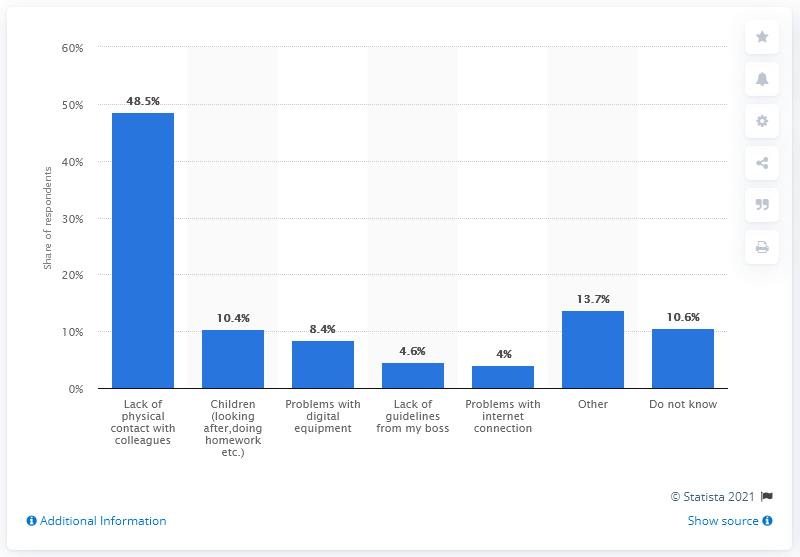 60%
50%
40%
30%
20%
10%
0%
Share of respondents
48.5%
10.4%
8.4%
4.6%
4%
13.7%
10.6%
Lack of
physical
contact with
colleagues
Children
(looking
after,doing
homework
etc.)
Problems with
digital
equipment
Lack of
guidelines
from my boss
Problems with
internet
connection
Other
Do not know
© Statista 2021
Additional Information
Show source